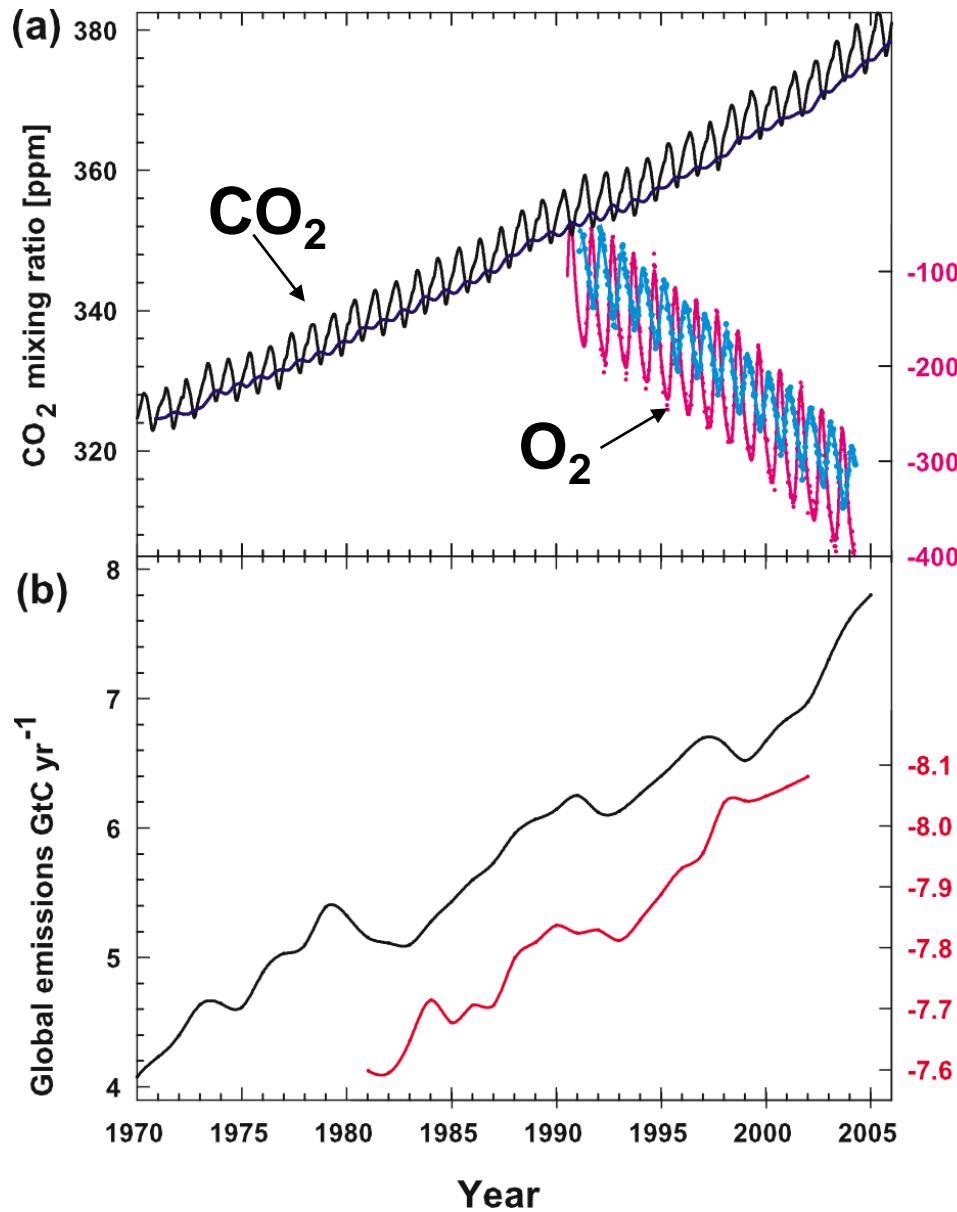 (a)
380
360
340
320
CO₂ mixing ratio [ppm]
CO₂
O₂
-100
-200
-300
-400
(b)
8
7
6
5
4
Global emissions GtC yr⁻¹
-8.1
-8.0
-7.9
-7.8
-7.7
-7.6
1970 1975 1980 1985 1990 1995 2000 2005
Year